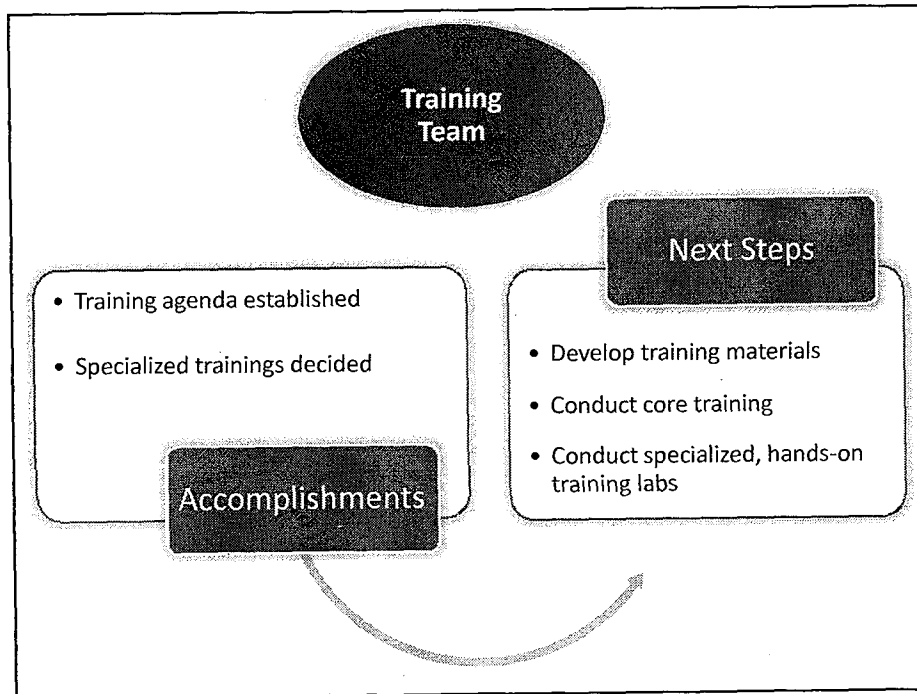 Training
Team
• Training agenda established
• Specialized trainings decided
Accomplishments
Next Steps
• Develop training materials
• Conduct core training
• Conduct specialized, hands-on
training labs